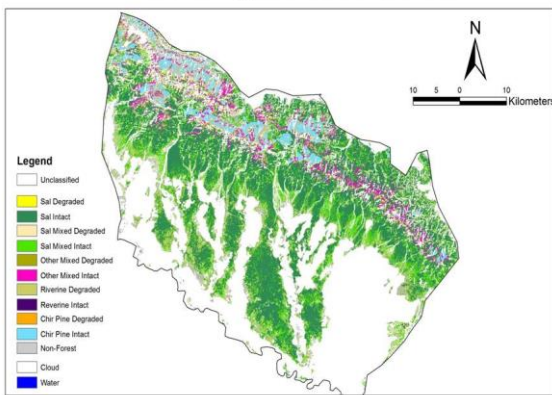 N
10 5 0 10
Kilometers
Legend
Unclassified
Sal Degraded
Sal Intact
Sal Mixed Degraded
Sal Mixed Intact
Other Mixed Degraded
Other Mixed Intact
Riverine Degraded
Reverine Intact
Chir Pine Degraded
Chir Pine Intact
Non-Forest
Cloud
Water